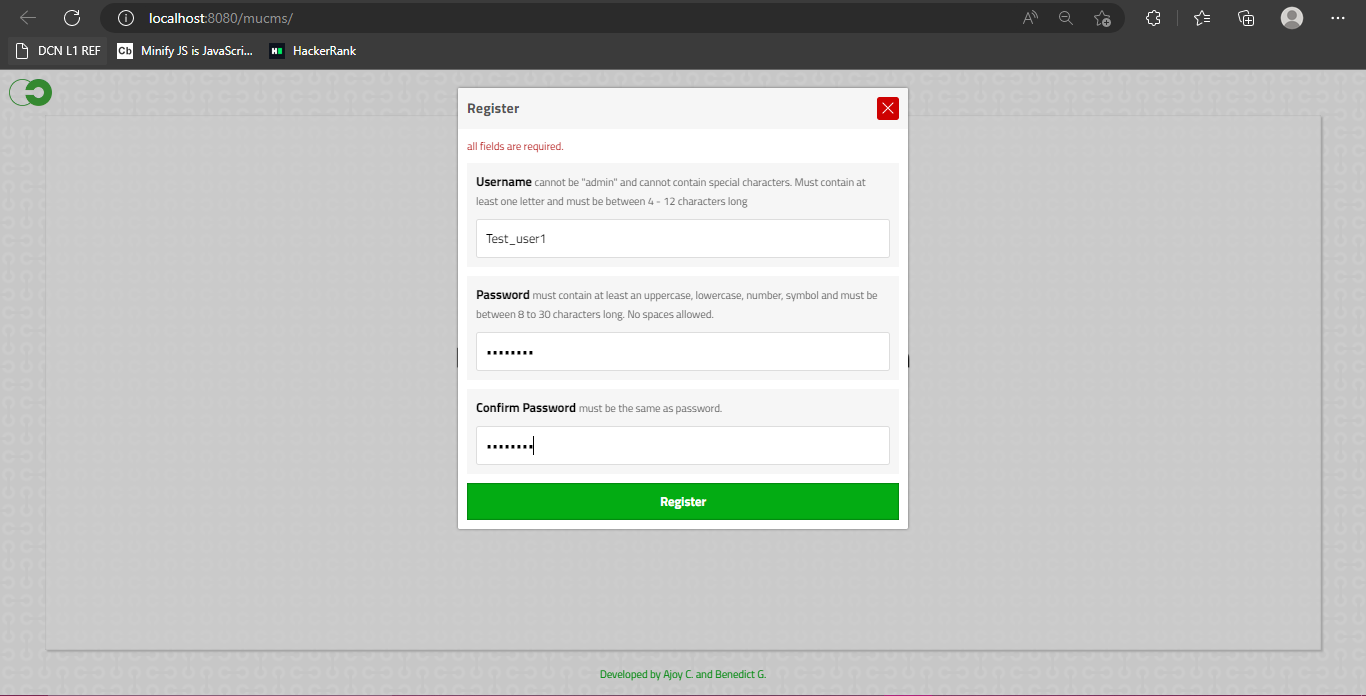 localhost:8080/mucms/
DCN L1 REF
Cb Minify JS is JavaScri...
H HackerRank
Register
all fields are required.
Username cannot be "admin" and cannot contain special characters. Must contain at
least one letter and must be between 4 - 12 characters long
Test_user1
Password must contain at least an uppercase, lowercase, number, symbol and must be
between 8 to 30 characters long. No spaces allowed.
••••••••
Confirm Password must be the same as password.
••••••••
Register
Developed by Ajoy C. and Benedict G.